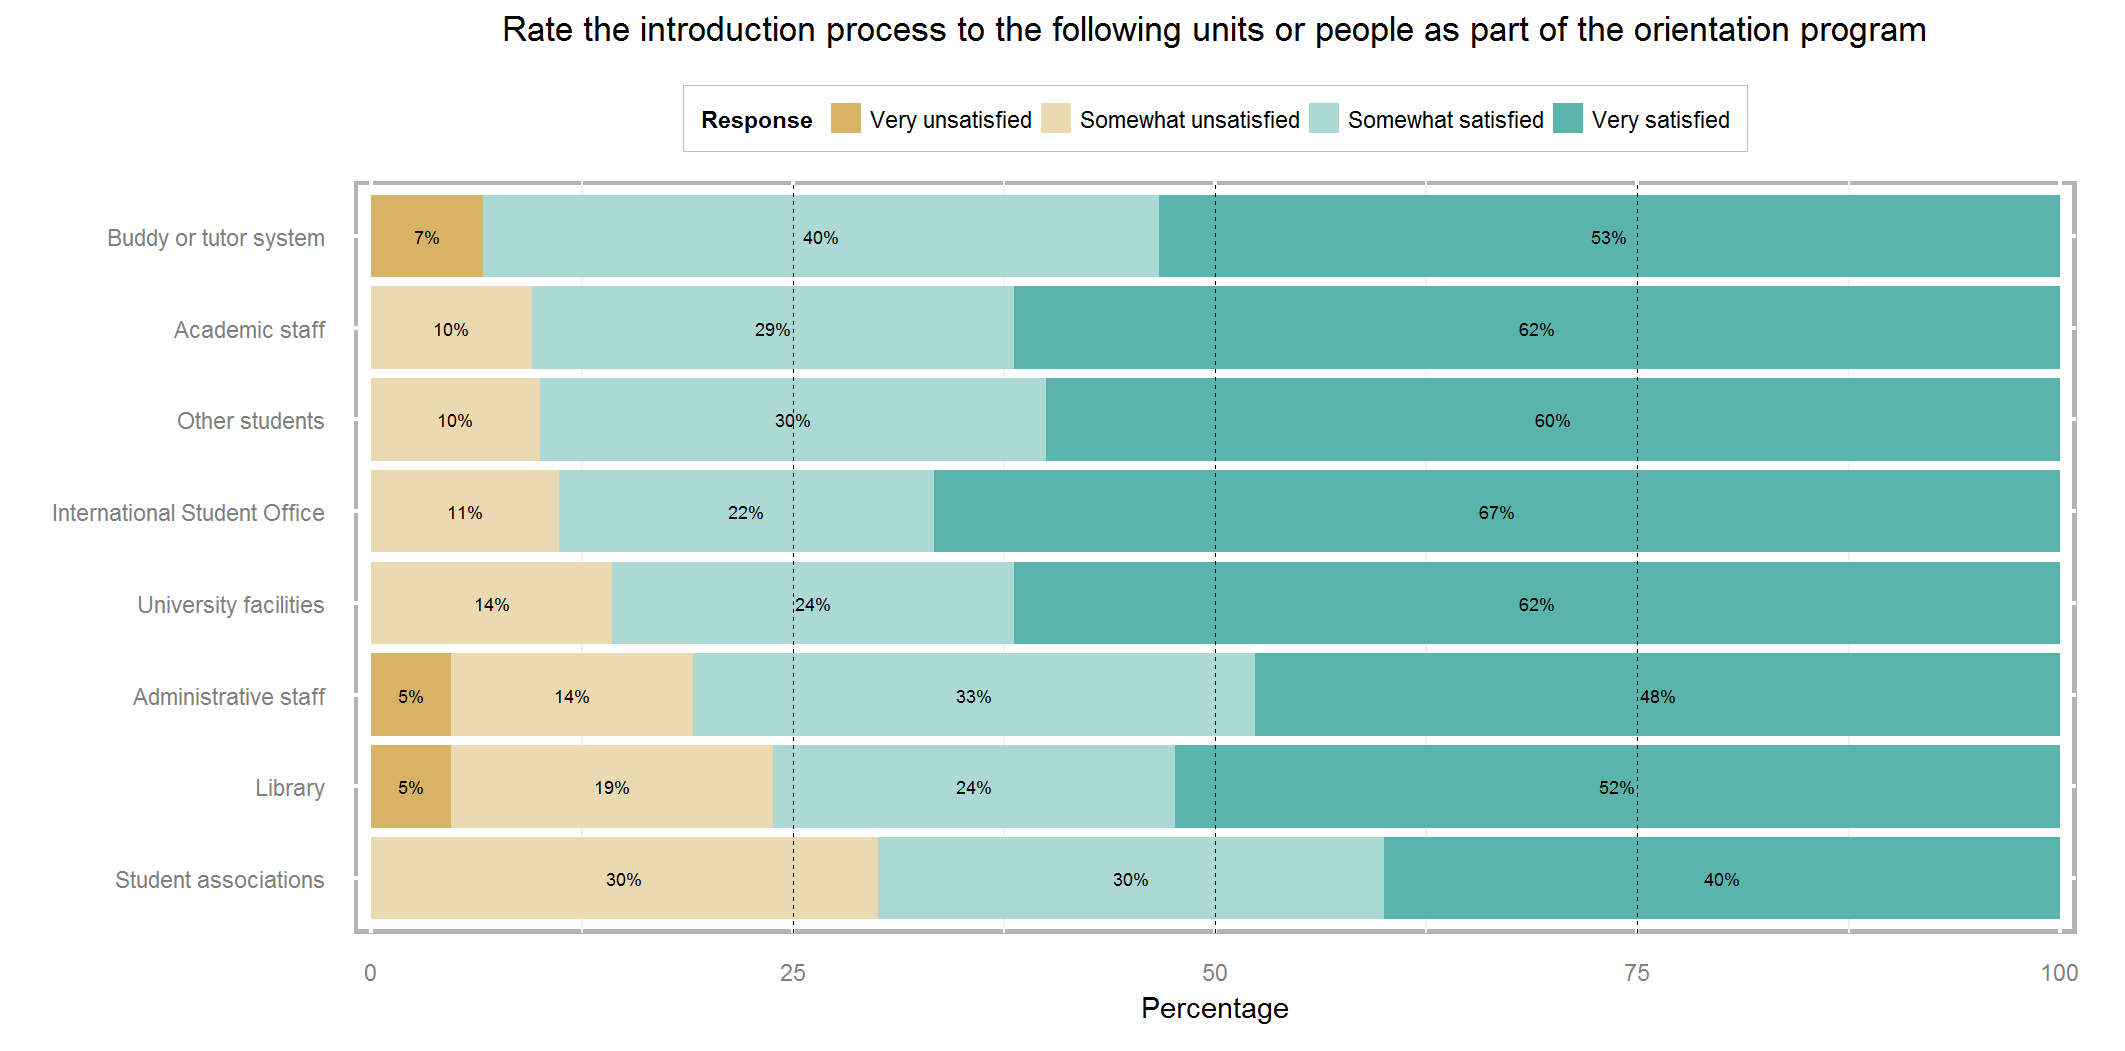 Rate the introduction process to the following units or people as part of the orientation program
Response Very unsatisfied Somewhat unsatisfied Somewhat satisfied Very satisfied
Buddy or tutor system 7% 40% 53%
Academic staff 10% 29% 62%
Other students 10% 30% 60%
International Student Office 11% 22% 67%
University facilities 14% 24% 62%
Administrative staff 5% 14% 33% 48%
Library 5% 19% 24% 52%
Student associations 30% 30% 40%
0 25 50 75 100
Percentage